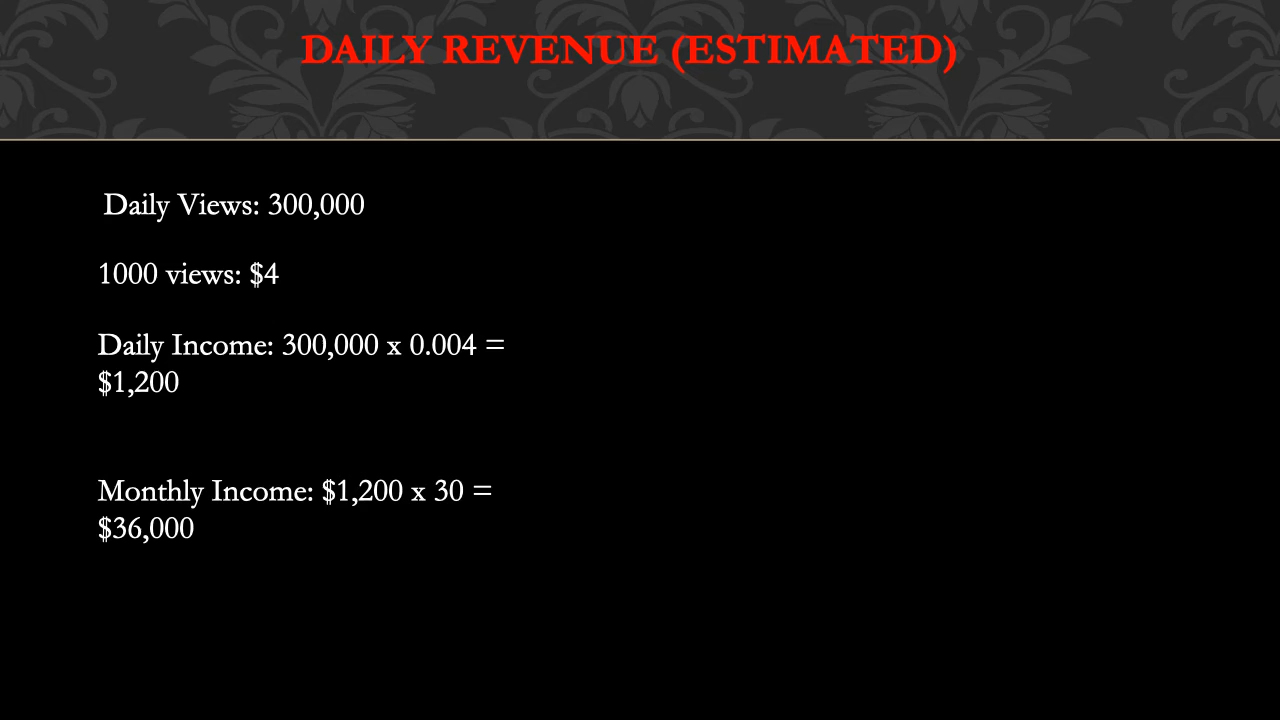 DAILY REVENUE (ESTIMATED)
Daily Views: 300,000
1000 views: $4
Daily Income: 300,000 x 0.004 =
$1,200
Monthly Income: $1,200 x 30 =
$36,000